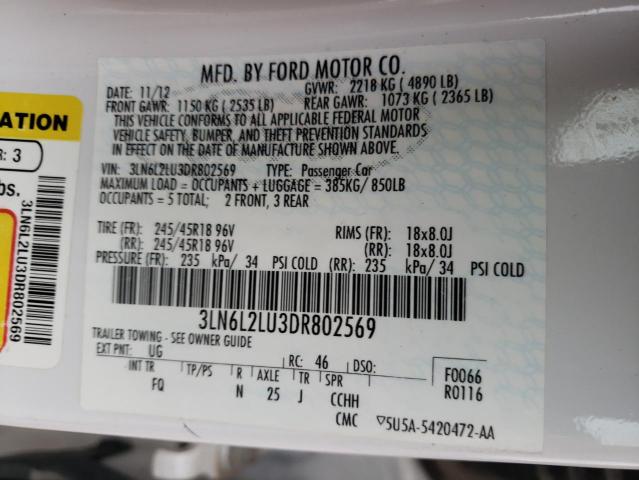 MFD. BY FORD MOTOR CO.
DATE: 11/12 GVWR: 2218 KG ( 4890 LB)
FRONT GAWR: 1150 KG ( 2535 LB) REAR GAWR: 1073 KG ( 2365 LB)
THIS VEHICLE CONFORMS TO ALL APPLICABLE FEDERAL MOTOR
VEHICLE SAFETY, BUMPER, AND THEFT PREVENTION STANDARDS
IN EFFECT ON THE DATE OF MANUFACTURE SHOWN ABOVE.
VIN: 3LN6L2LU3DR802569 TYPE: Passenger Car
MAXIMUM LOAD = OCCUPANTS + LUGGAGE = 385KG/ 850LB
OCCUPANTS = 5 TOTAL; 2 FRONT, 3 REAR
TIRE (FR): 245/45R18 96V RIMS (FR): 18x8.0J
(RR): 245/45R18 96V (RR): 18x8.0J
PRESSURE (FR): 235 kPa/ 34 PSI COLD (RR): 235 kPa/ 34 PSI COLD
3LN6L2LU3DR802569
TRAILER TOWING - SEE OWNER GUIDE
EXT PNT: UG RC: 46 DSO: F0066
R0116
INT TR TP/PS R AXLE TR SPR
FQ N 25 J CCHH
CMC ▽5U5A-5420472-AA
ATION
R: 3
bs.
3LN6L2LU3DR802569